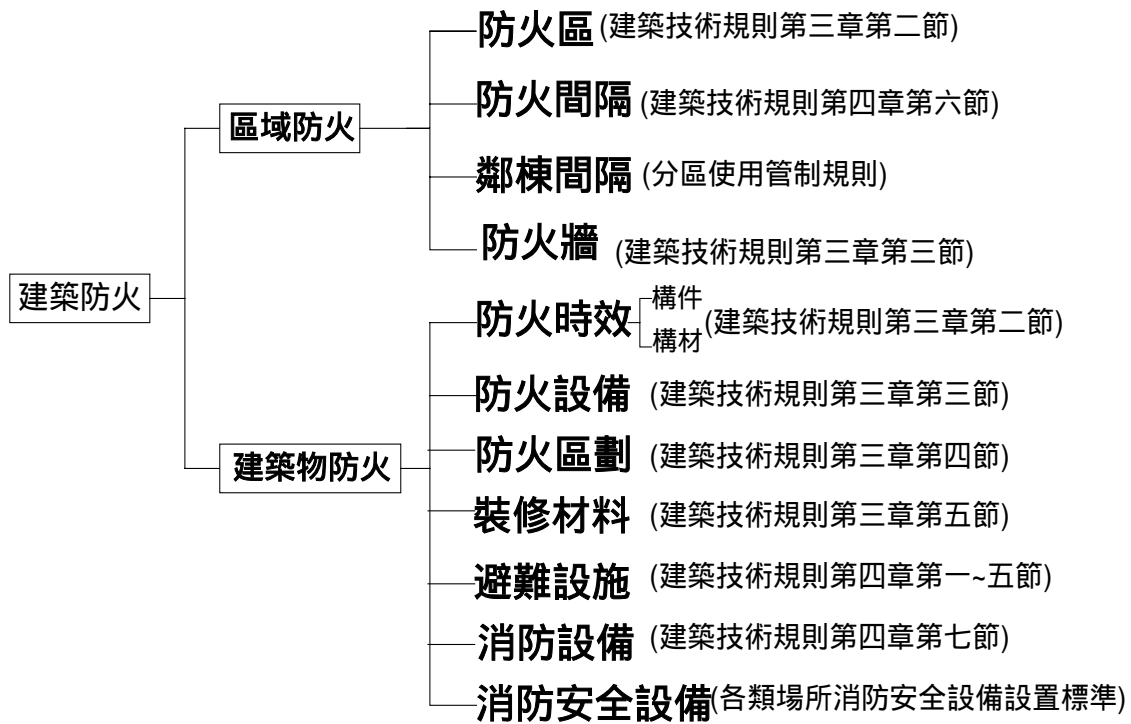 防火區 (建築技術規則第三章第二節)
防火間隔 (建築技術規則第四章第六節)
區域防火
鄰棟間隔 (分區使用管制規則)
防火牆 (建築技術規則第三章第三節)
建築防火
防火時效 構件 構材 (建築技術規則第三章第二節)
防火設備 (建築技術規則第三章第三節)
建築物防火
防火區劃 (建築技術規則第三章第四節)
裝修材料 (建築技術規則第三章第五節)
避難設施 (建築技術規則第四章第一~五節)
消防設備 (建築技術規則第四章第七節)
消防安全設備(各類場所消防安全設備設置標準)